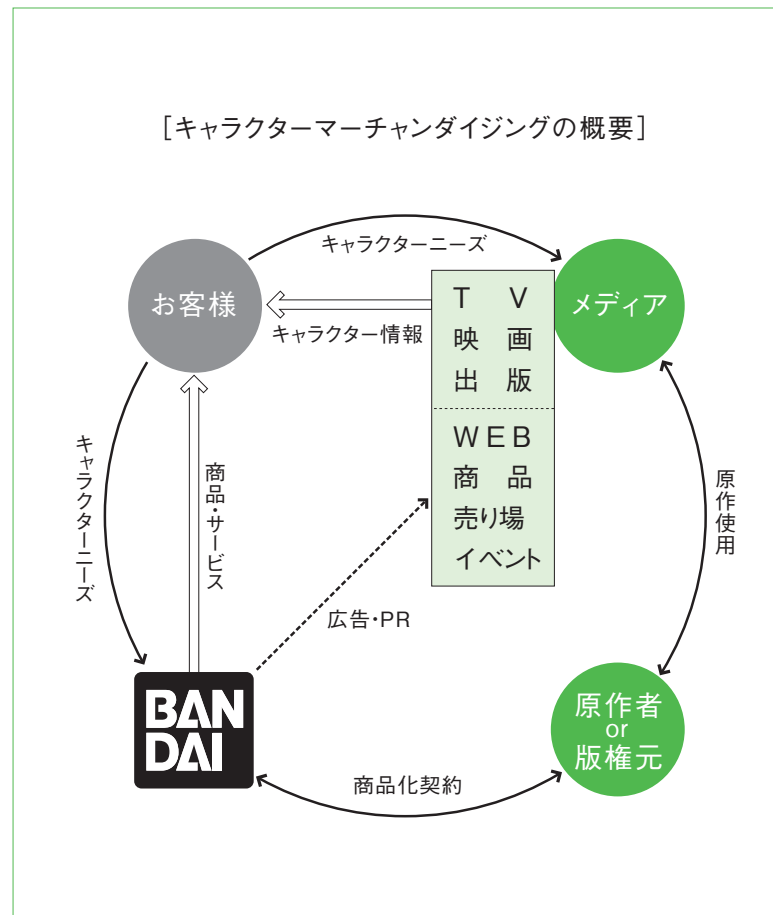 [キャラクターマーチャンダイジングの概要]
キャラクターニーズ
お客様
メディア
キャラクター情報
TV
映画
出版
WEB
商品
売り場
イベント
キャラクターニーズ
商品・サービス
原作使用
広告・PR
BAN
DAI
原作者
or
版権元
商品化契約